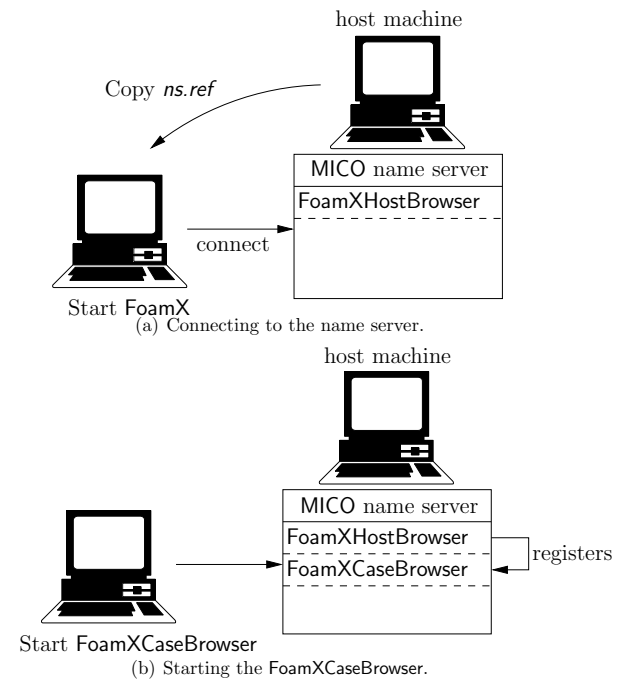 host machine
Copy ns.ref
MICO name server
FoamXHostBrowser
connect
Start FoamX
(a) Connecting to the name server.
host machine
MICO name server
FoamXHostBrowser
registers
FoamXCaseBrowser
Start FoamXCaseBrowser
(b) Starting the FoamXCaseBrowser.